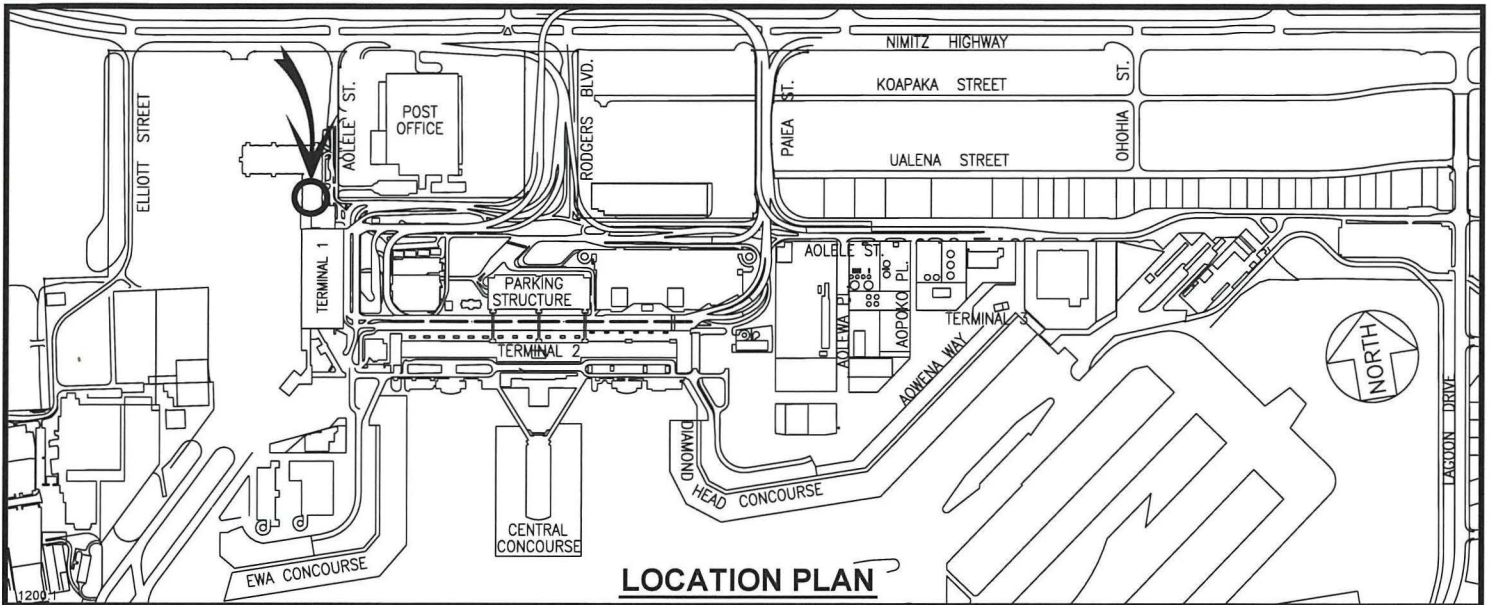 NIMITZ HIGHWAY
KOAPAKA STREET
UALENA STREET
ELLIOTT STREET
AOLELE ST.
POST
OFFICE
RODGERS BLVD.
PAIEA ST.
OHOHIA ST.
TERMINAL 1
PARKING
STRUCTURE
TERMINAL 2
AOLELE ST.
AOLEWA PL.
AOPOKO PL.
TERMINAL 3
AOWENA WAY
NORTH
LAGOON DRIVE
DIAMOND
HEAD CONCOURSE
CENTRAL
CONCOURSE
EWA CONCOURSE
LOCATION PLAN